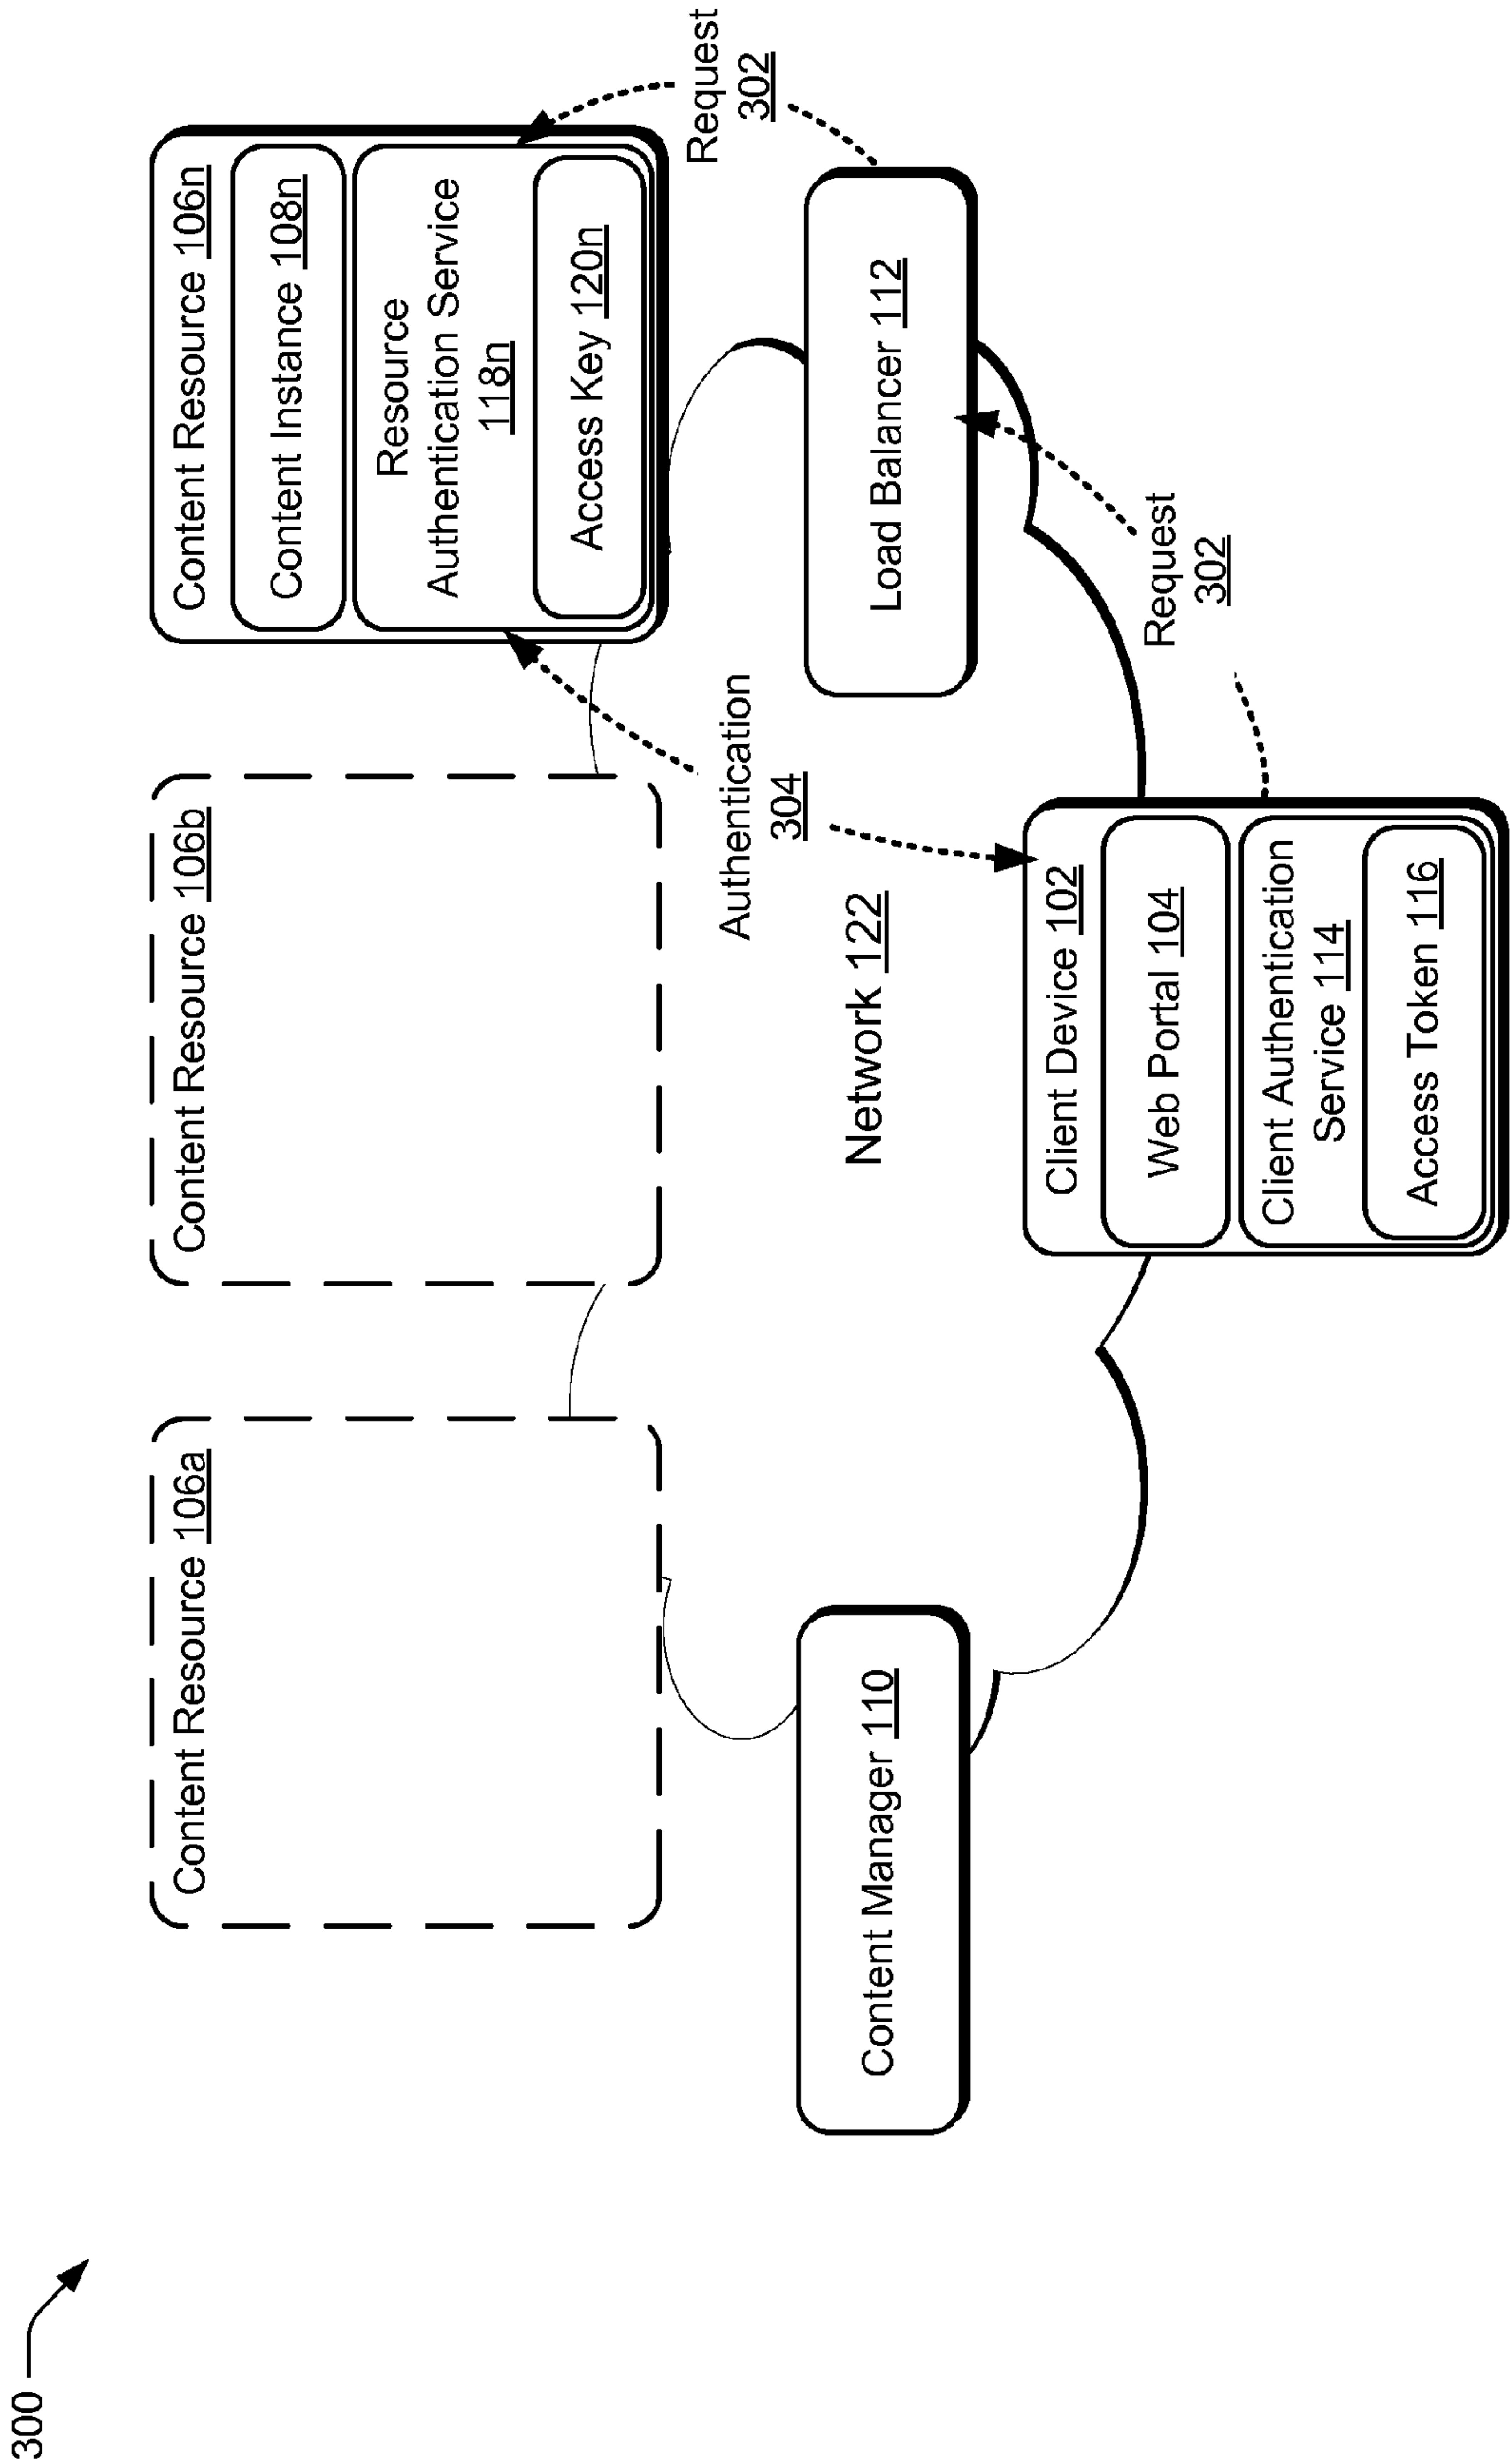 300
Content Resource 106a
Content Resource 106b
Content Resource 106n
Content Instance 108n
Resource
Authentication Service
118n
Access Key 120n
Authentication
304
Request
302
Content Manager 110
Network 122
Load Balancer 112
Client Device 102
Web Portal 104
Client Authentication
Service 114
Access Token 116
Request
302